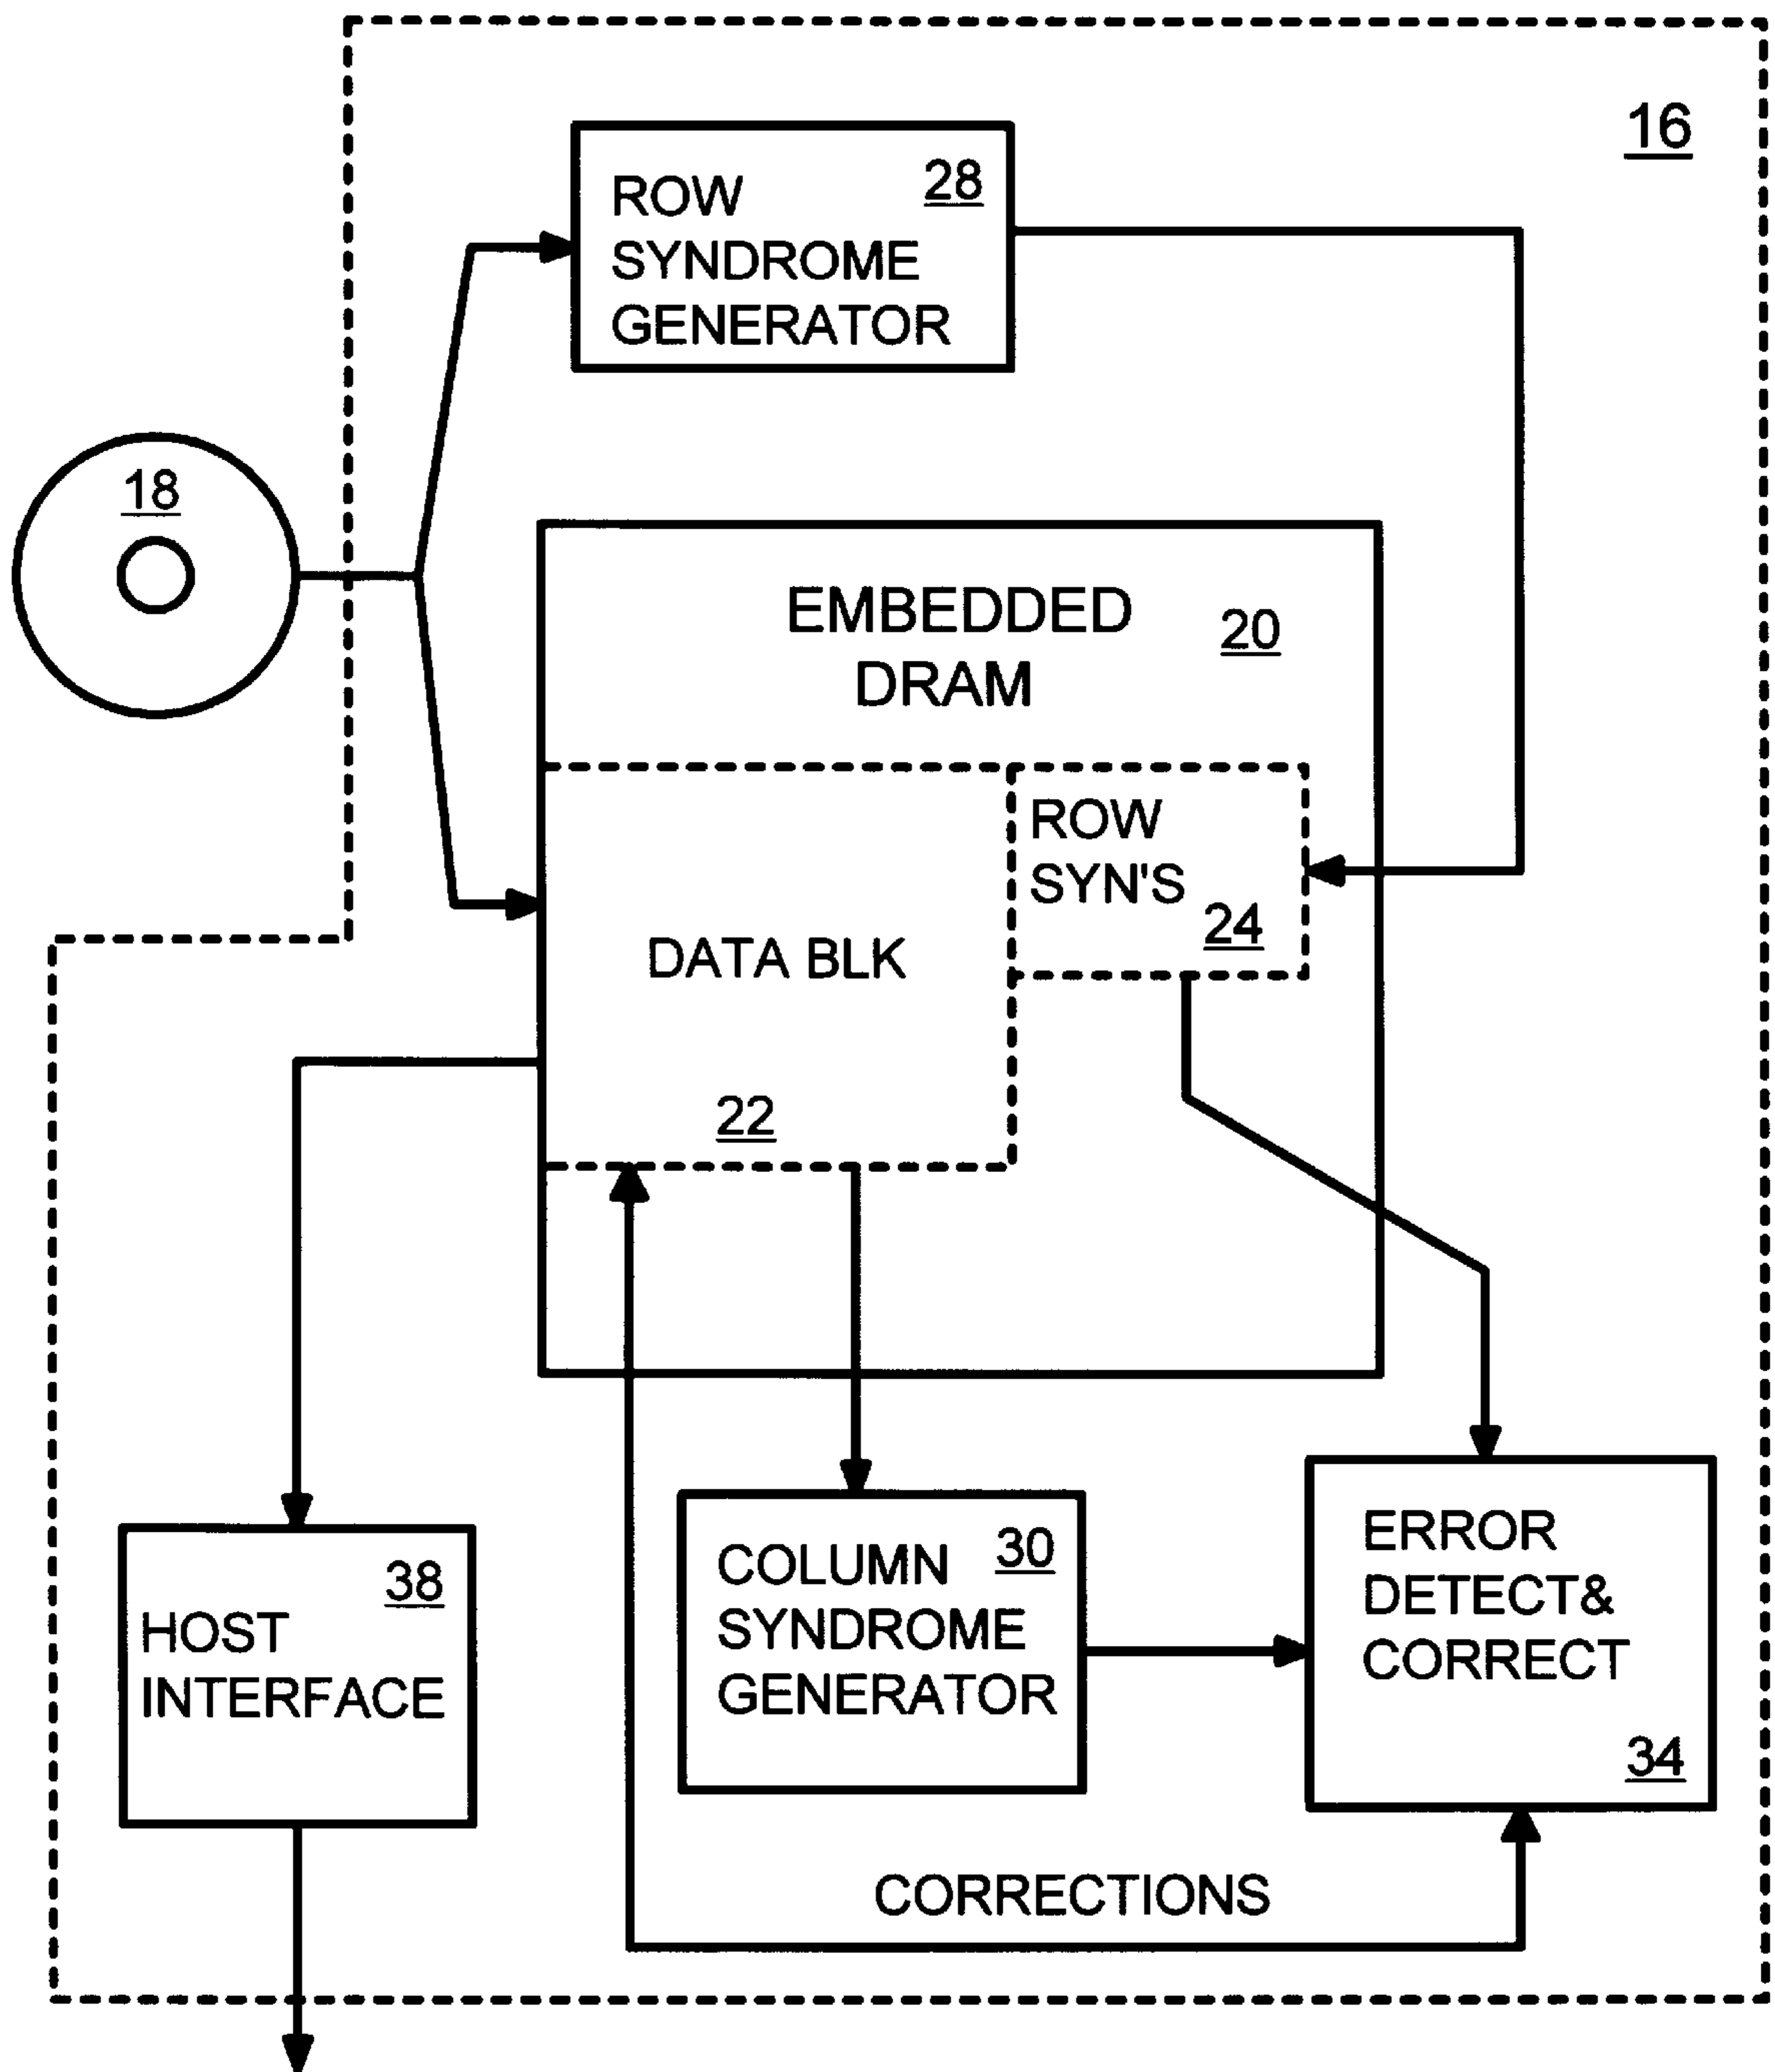 16
28
ROW
SYNDROME
GENERATOR
18
EMBEDDED
DRAM
20
ROW
SYN'S
24
DATA BLK
22
38
HOST
INTERFACE
30
COLUMN
SYNDROME
GENERATOR
ERROR
DETECT&
CORRECT
34
CORRECTIONS